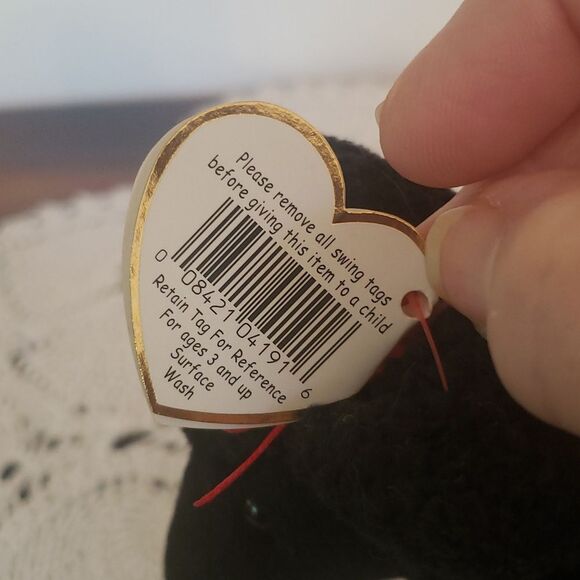 Please remove all swing tags
before giving this item to a child
0 08421 04191 6
Retain Tag For Reference
For ages 3 and up
Surface
Wash